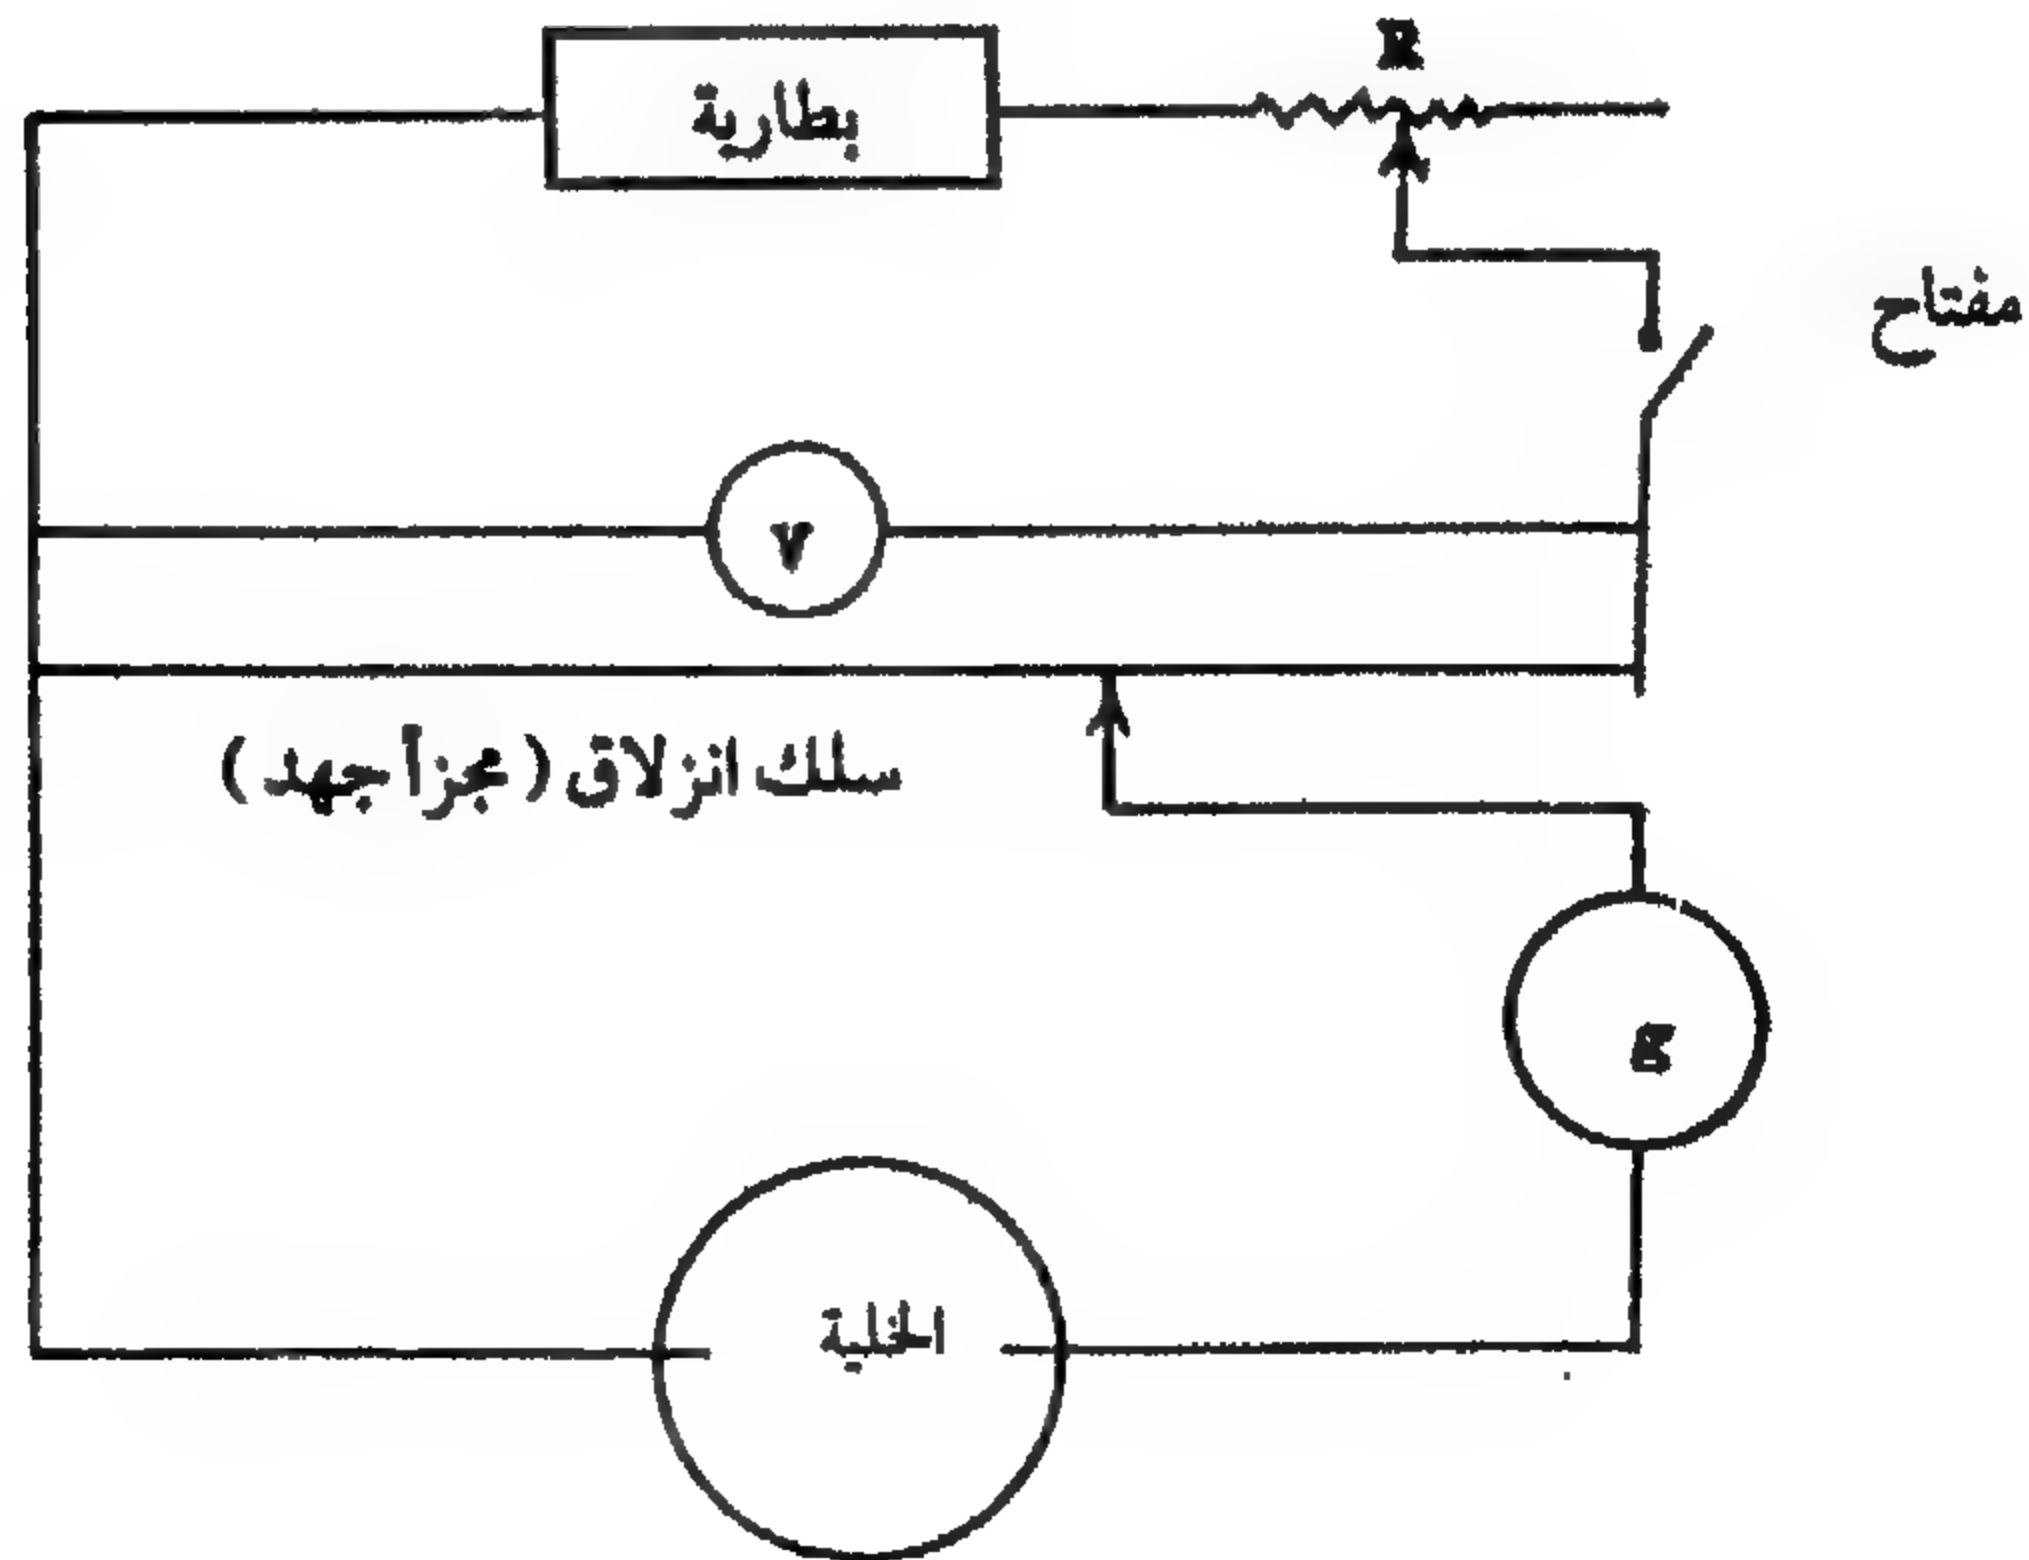 R
بطارية
مفتاح
V
سلك انزلاق (مجزأ جهد)
g
الخلية